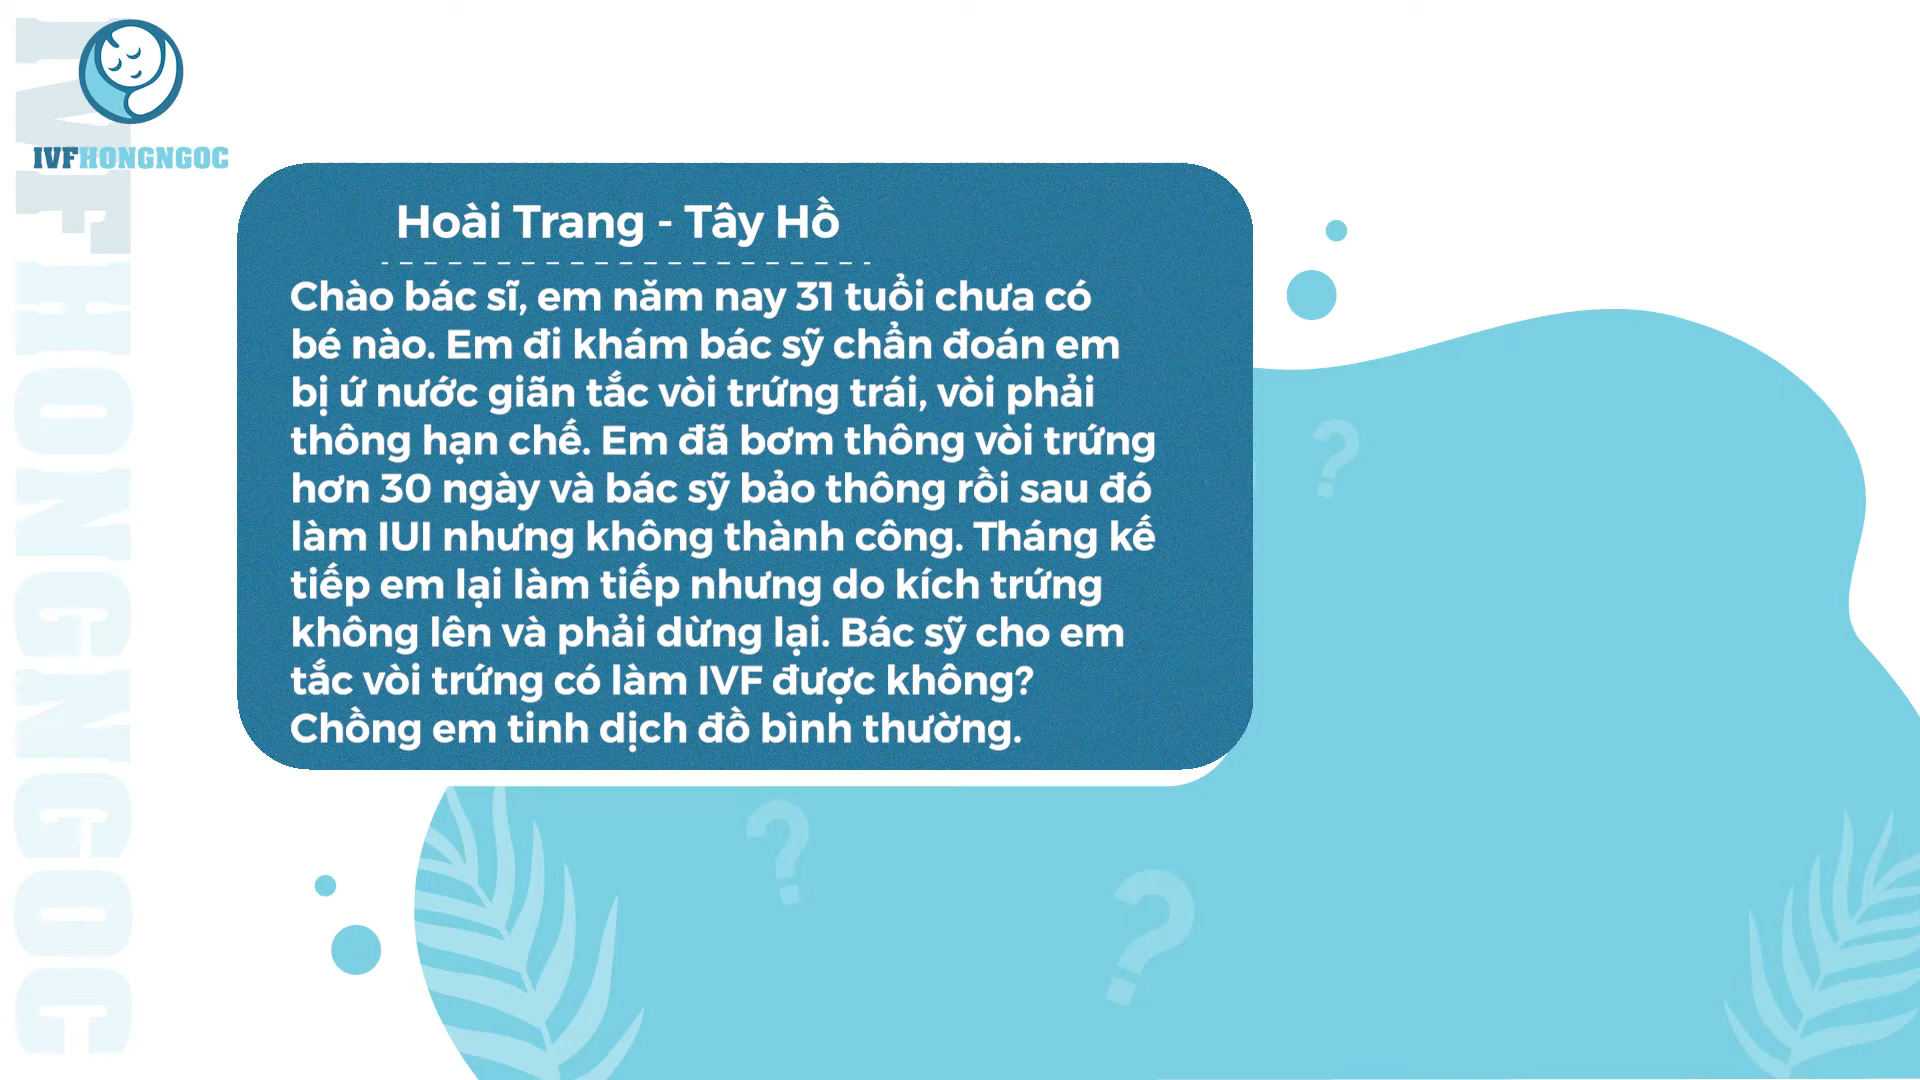 IVFHONGNGOC
IVFHONGNGOC
Hoài Trang - Tây Hồ
Chào bác sĩ, em năm nay 31 tuổi chưa có
bé nào. Em đi khám bác sỹ chẩn đoán em
bị ứ nước giãn tắc vòi trứng trái, vòi phải
thông hạn chế. Em đã bơm thông vòi trứng
hơn 30 ngày và bác sỹ bảo thông rồi sau đó
làm IUI nhưng không thành công. Tháng kế
tiếp em lại làm tiếp nhưng do kích trứng
không lên và phải dừng lại. Bác sỹ cho em
tắc vòi trứng có làm IVF được không?
Chồng em tinh dịch đồ bình thường.
?
?
?